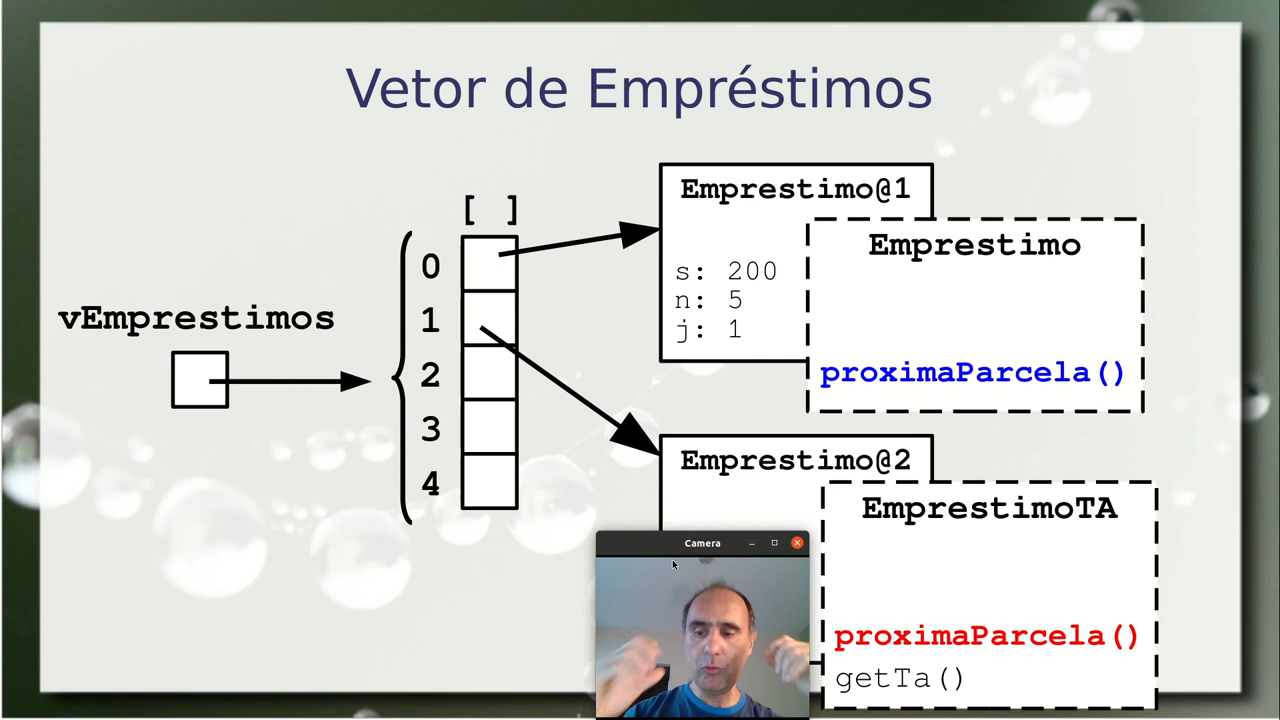 Vetor de Empréstimos
vEmprestimos
[ ]
0
1
2
3
4
Emprestimo@1
s: 200
n: 5
j: 1
Emprestimo
proximaParcela()
Emprestimo@2
EmprestimoTA
proximaParcela()
getTa()
Camera